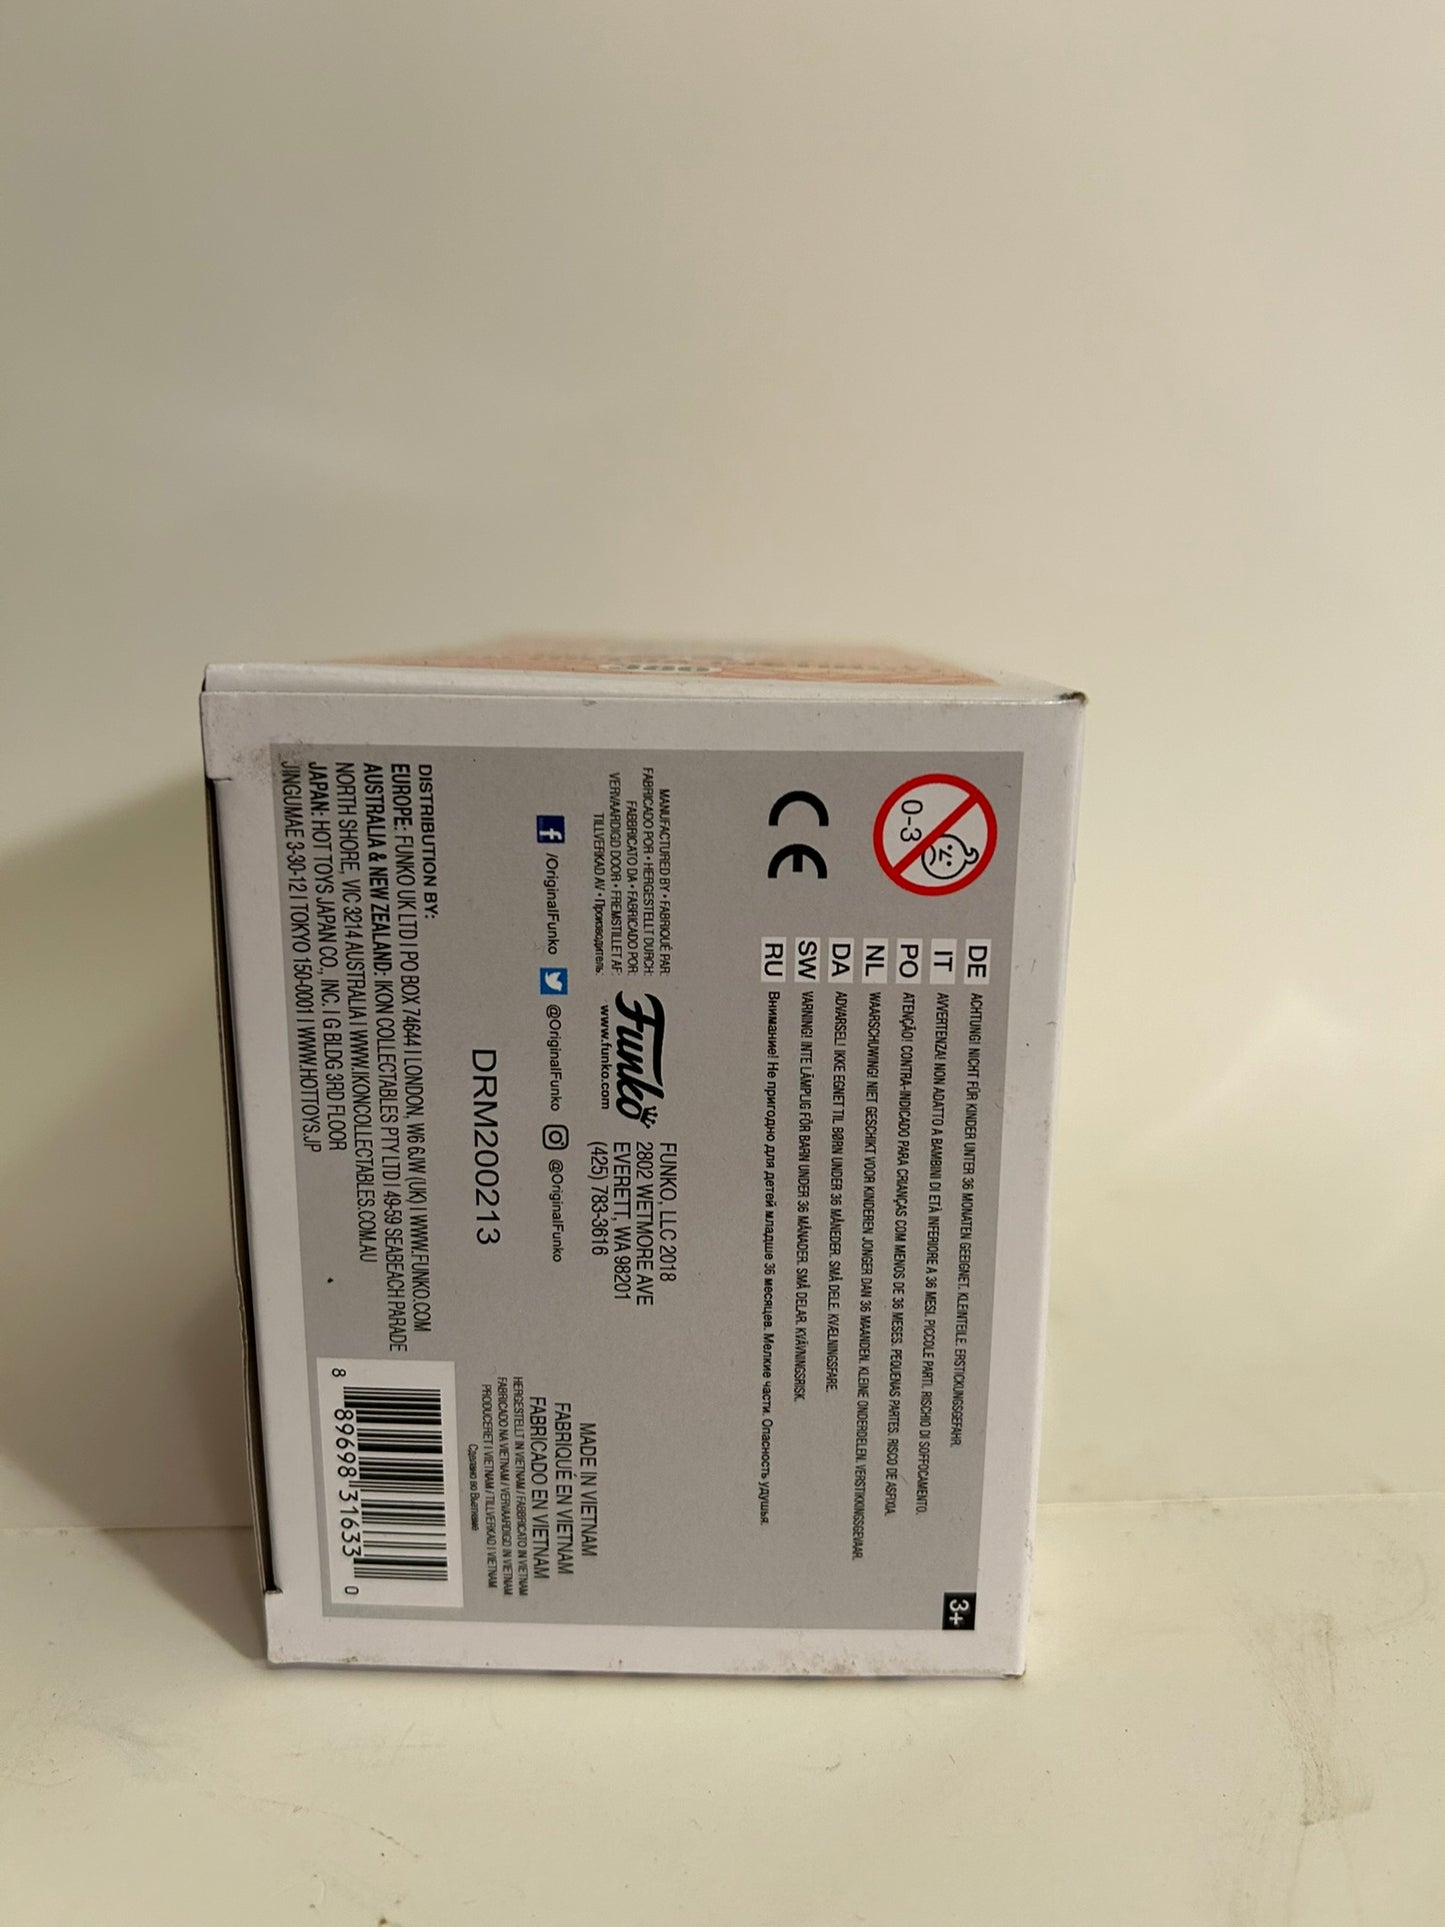 0-3
DE ACHTUNG! NICHT FÜR KINDER UNTER 36 MONATEN GEEIGNET. KLEINTEILE. ERSTICKUNGSGEFAHR.
IT AVVERTENZA! NON ADATTO A BAMBINI DI ETÀ INFERIORE A 36 MESI. PICCOLE PARTI. RISCHIO DI SOFFOCAMENTO.
PO ATENÇÃO! CONTRA-INDICADO PARA CRIANÇAS COM MENOS DE 36 MESES. PEQUENAS PARTES. RISCO DE ASFIXIA.
NL WAARSCHUWING! NIET GESCHIKT VOOR KINDEREN JONGER DAN 36 MAANDEN. KLEINE ONDERDELEN. VERSTIKKINGSGEVAAR.
DA ADVARSEL! IKKE EGNET TIL BØRN UNDER 36 MÅNEDER. SMÅ DELE. KVÆLNINGSFARE.
SW VARNING! INTE LÄMPLIG FÖR BARN UNDER 36 MÅNADER. SMÅ DELAR. KVÄVNINGSRISK.
RU Внимание! Не пригодно для детей младше 36 месяцев. Мелкие части. Опасность удушья.
3+
CE
MANUFACTURED BY • FABRIQUÉ PAR:
FABRICADO POR • HERGESTELLT DURCH:
FABBRICATO DA • FABRICADO POR:
VERVAARDIGD DOOR • FREMSTILLET AF:
TILLVERKAD AV • Производитель:
Funko
www.funko.com
FUNKO, LLC 2018
2802 WETMORE AVE
EVERETT, WA 98201
(425) 783-3616
/OriginalFunko @OriginalFunko @OriginalFunko
DRM200213
MADE IN VIETNAM
FABRIQUÉ EN VIETNAM
FABRICADO EN VIETNAM
HERGESTELLT IN VIETNAM / FABBRICATO IN VIETNAM
FABRICADO NA VIETNAM / VERVAARDIGD IN VIETNAM
PRODUCERET I VIETNAM / TILLVERKAD I VIETNAM
Сделано во Вьетнаме
DISTRIBUTION BY:
EUROPE: FUNKO UK LTD | PO BOX 74644 | LONDON, W6 6JW (UK) | WWW.FUNKO.COM
AUSTRALIA & NEW ZEALAND: IKON COLLECTABLES PTY LTD | 49-59 SEABEACH PARADE
NORTH SHORE, VIC 3214 AUSTRALIA | WWW.IKONCOLLECTABLES.COM.AU
JAPAN: HOT TOYS JAPAN CO., INC. | G BLDG 3RD FLOOR
JINGUMAE 3-30-12 | TOKYO 150-0001 | WWW.HOTTOYS.JP
8 89698 31633 0